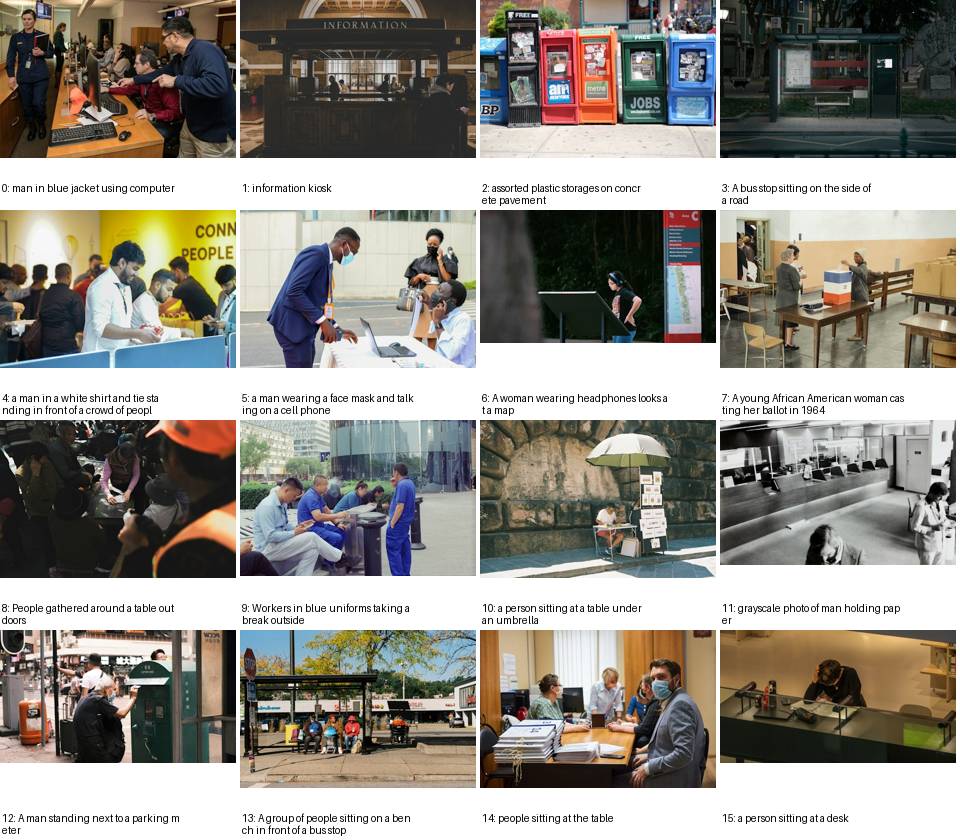 INFORMATION
FREE
FREE
am
metro
JOBS
BP
0: man in blue jacket using computer
1: information kiosk
2: assorted plastic storages on concr
ete pavement
3: A bus stop sitting on the side of
a road
CONN
PEOPLE
4: a man in a white shirt and tie sta
nding in front of a crowd of peopl
5: a man wearing a face mask and talk
ing on a cell phone
6: A woman wearing headphones looks a
t a map
7: A young African American woman cas
ting her ballot in 1964
8: People gathered around a table out
doors
9: Workers in blue uniforms taking a
break outside
10: a person sitting at a table under
an umbrella
11: grayscale photo of man holding pap
er
12: A man standing next to a parking m
eter
13: A group of people sitting on a ben
ch in front of a bus stop
14: people sitting at the table
15: a person sitting at a desk